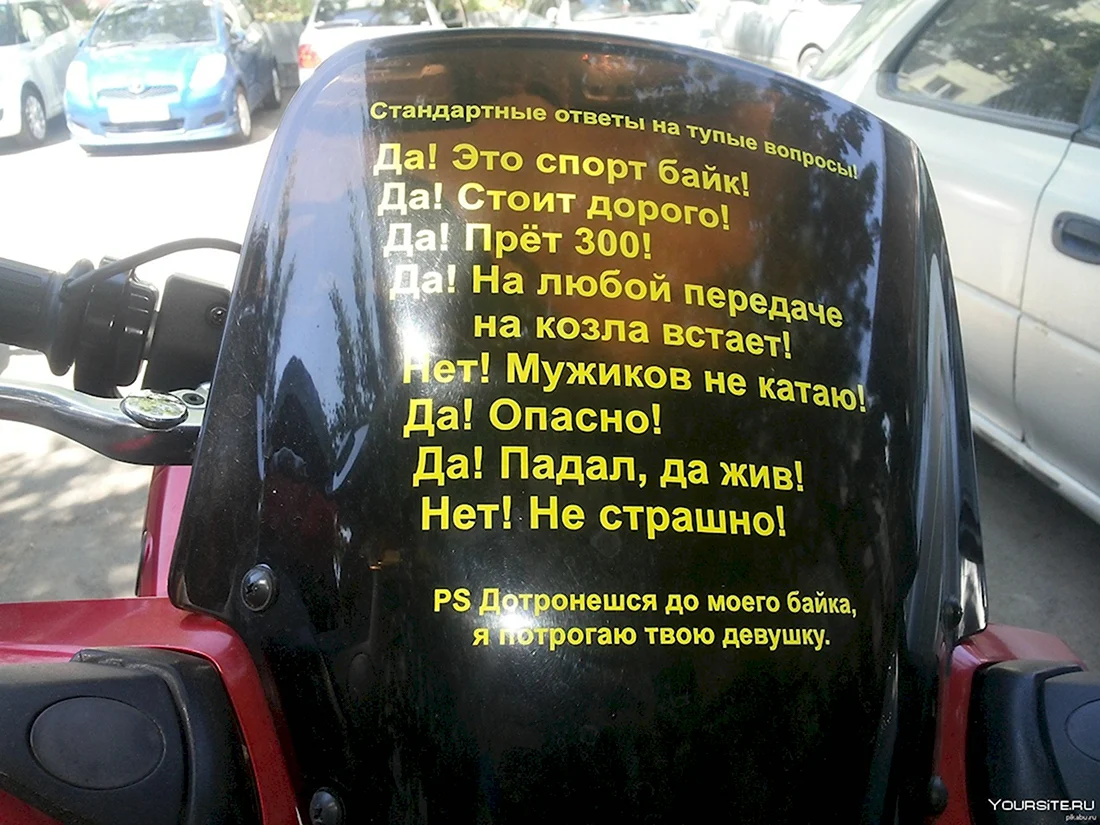 Стандартные ответы на тупые вопросы!
Да! Это спорт байк!
Да! Стоит дорого!
Да! Прёт 300!
Да! На любой передаче
на козла встает!
Нет! Мужиков не катаю!
Да! Опасно!
Да! Падал, да жив!
Нет! Не страшно!
PS Дотронешся до моего байка,
я потрогаю твою девушку.
YOURSITE.RU
pikabu.ru